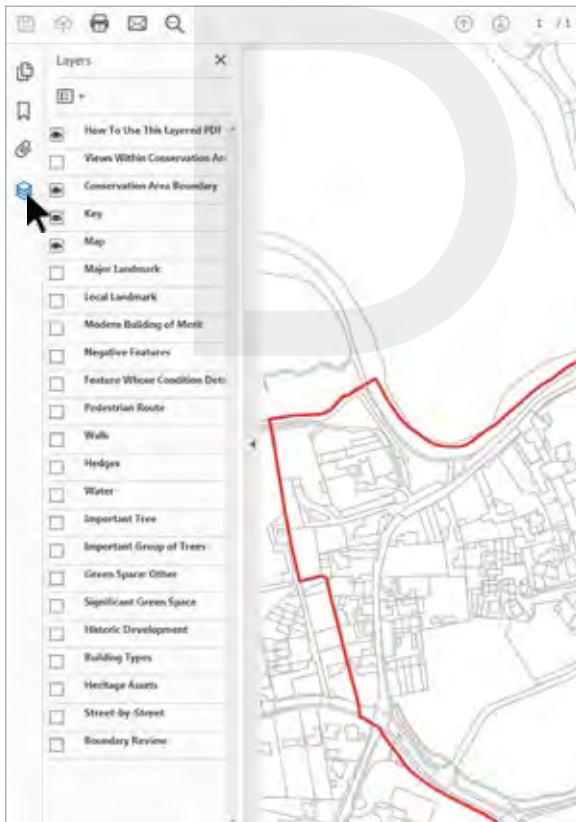 1 / 1
Layers
How To Use This Layered PDF
Views Within Conservation Ar
Conservation Area Boundary
Key
Map
Major Landmark
Local Landmark
Modern Building of Merit
Negative Features
Feature Whose Condition Detr
Pedestrian Route
Walls
Hedges
Water
Important Tree
Important Group of Trees
Green Space: Other
Significant Green Space
Historic Development
Building Types
Heritage Assets
Street-by-Street
Boundary Review
D